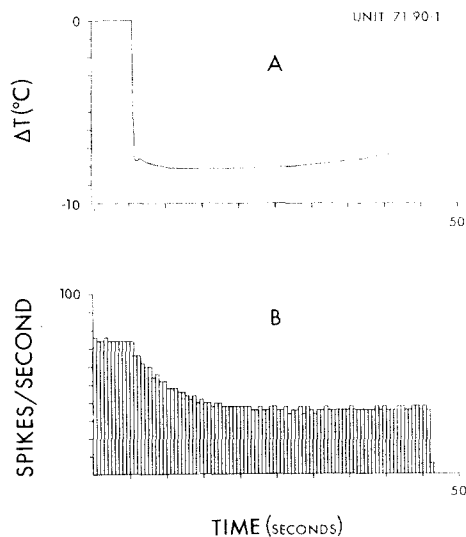 UNIT 71 90-1
0
A
ΔT(°C)
-10
50
100
B
SPIKES/SECOND
50
TIME (SECONDS)